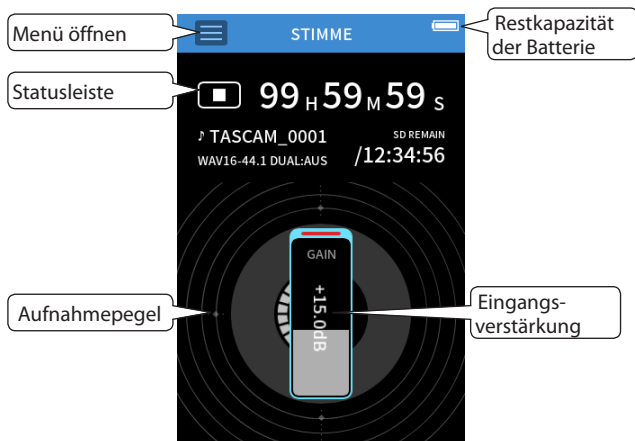 Menü öffnen
STIMME
Restkapazität
der Batterie
Statusleiste
99 H 59 M 59 S
♪ TASCAM_0001
SD REMAIN
WAV16-44.1 DUAL:AUS
/12:34:56
GAIN
+15.0dB
Aufnahmepegel
Eingangs-
verstärkung